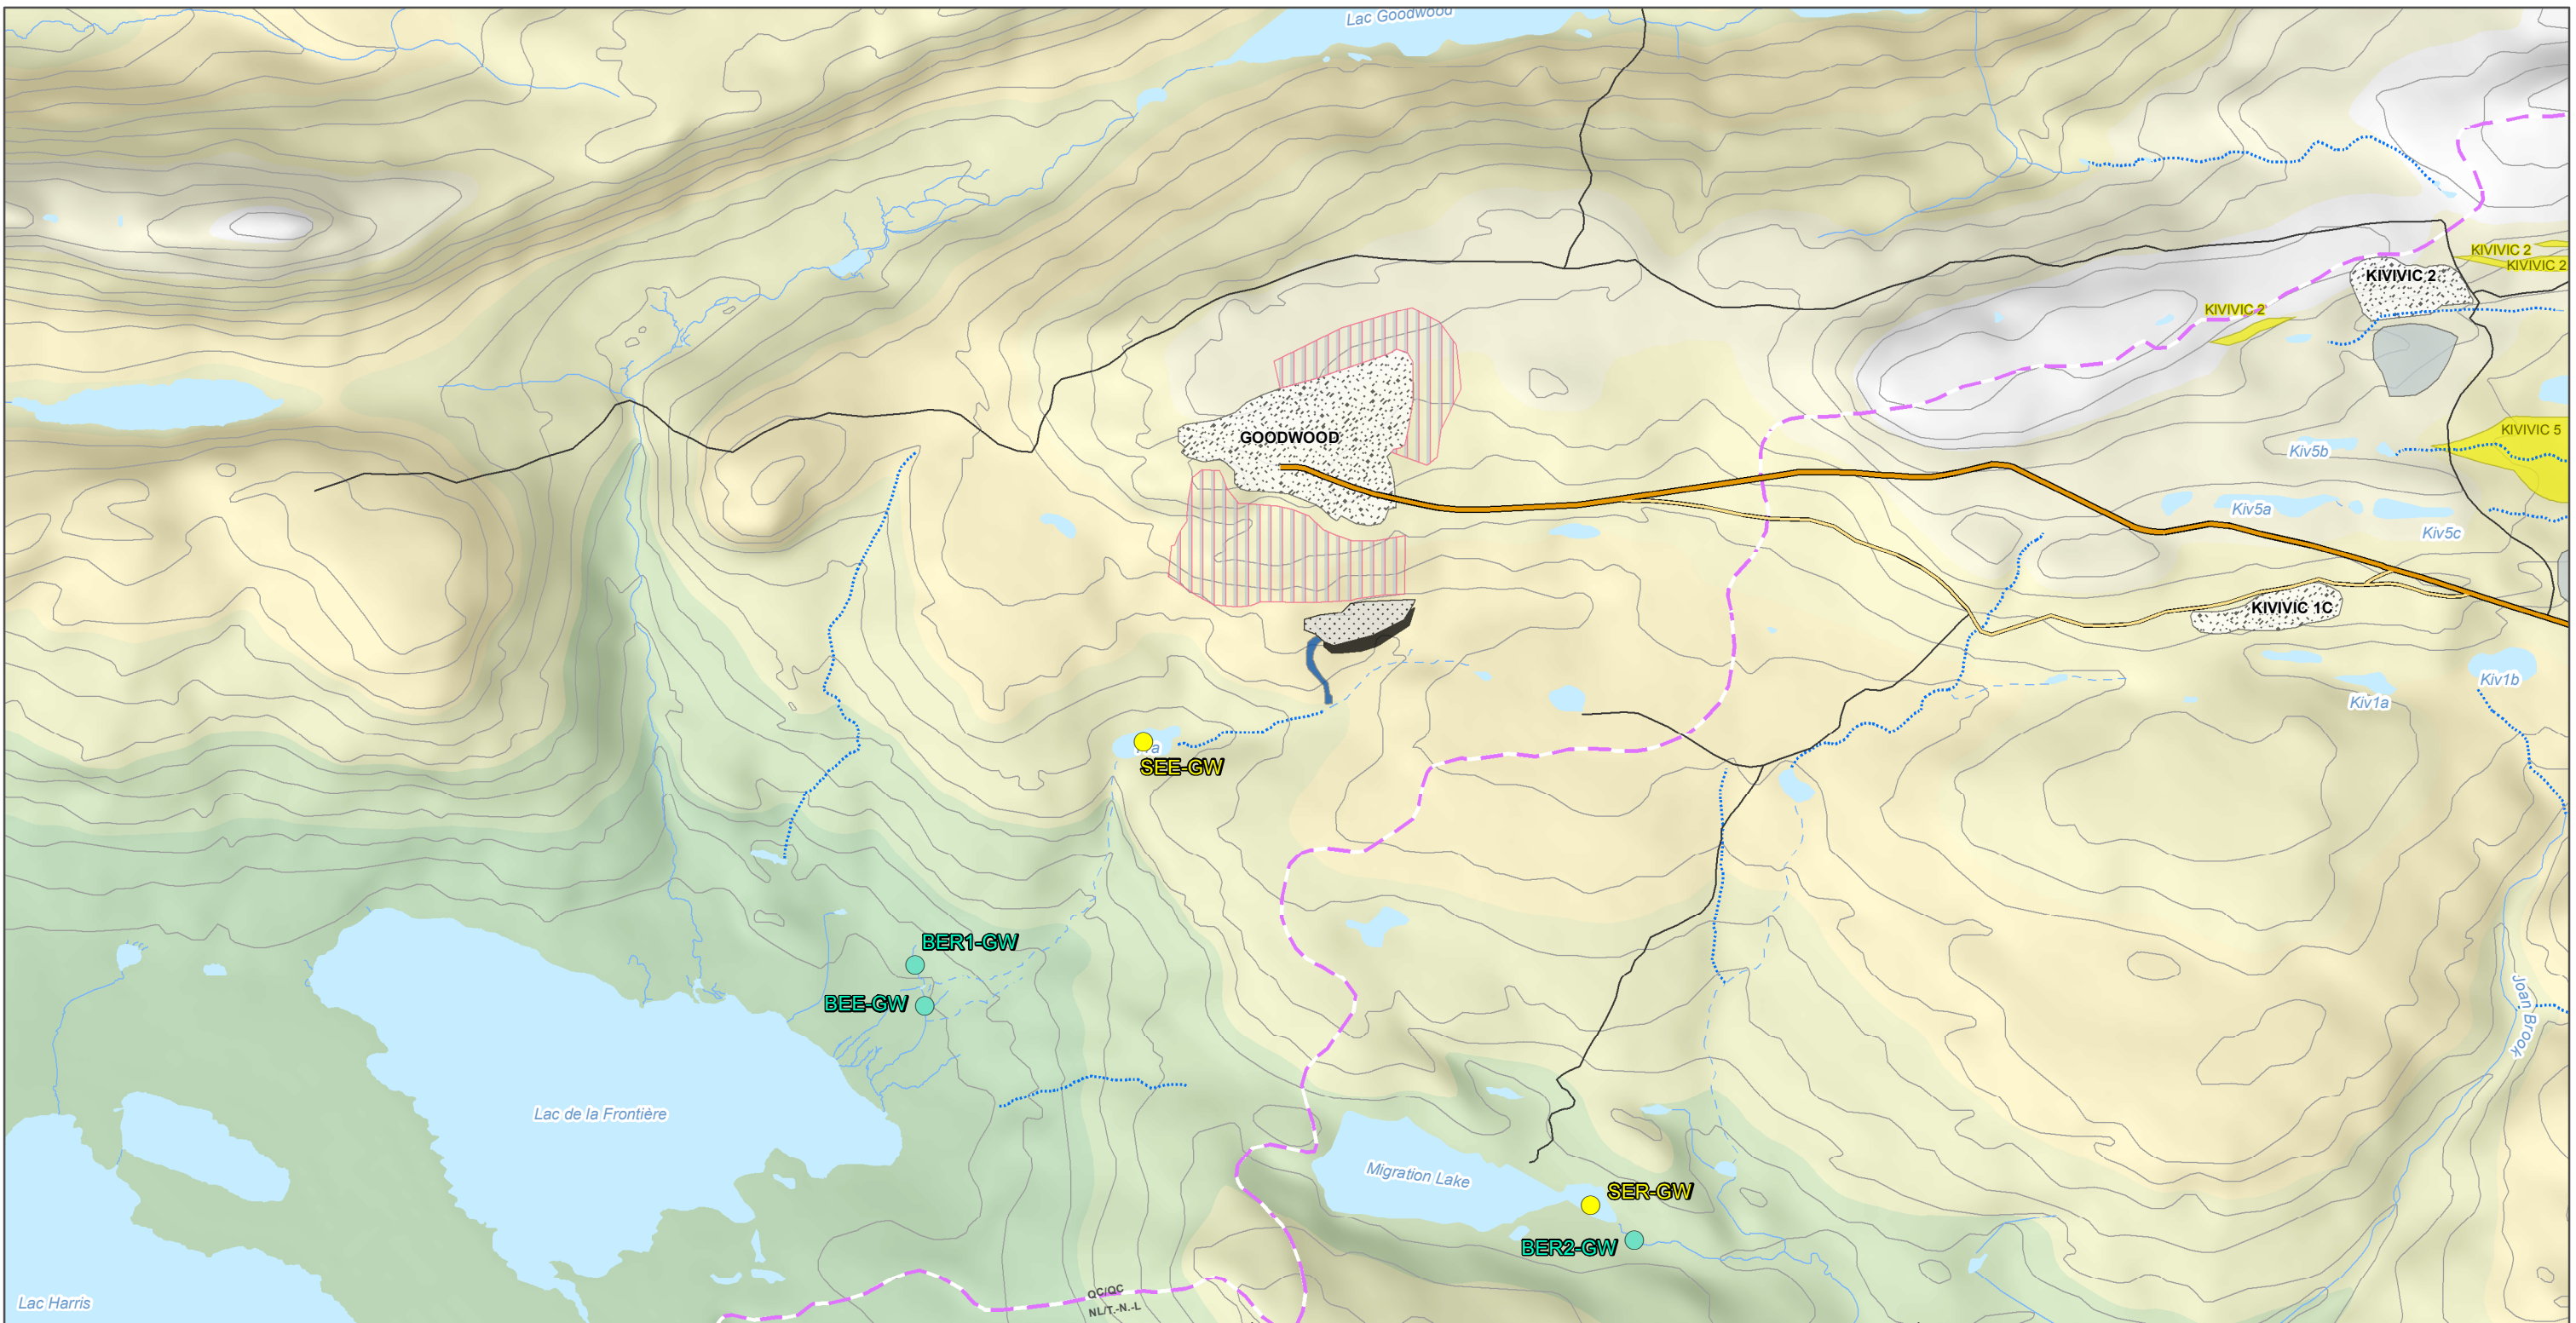 Lac Goodwood
KIVIVIC 2
KIVIVIC 2
KIVIVIC 2
KIVIVIC 2
GOODWOOD
KIVIVIC 5
Kiv5b
Kiv5a
Kiv5c
KIVIVIC 1C
Kiv1b
Kiv1a
SEE-GW
BER1-GW
BEE-GW
Joan Brook
Lac de la Frontière
Migration Lake
SER-GW
BER2-GW
QC/QC
NL/T.-N.-L
Lac Harris